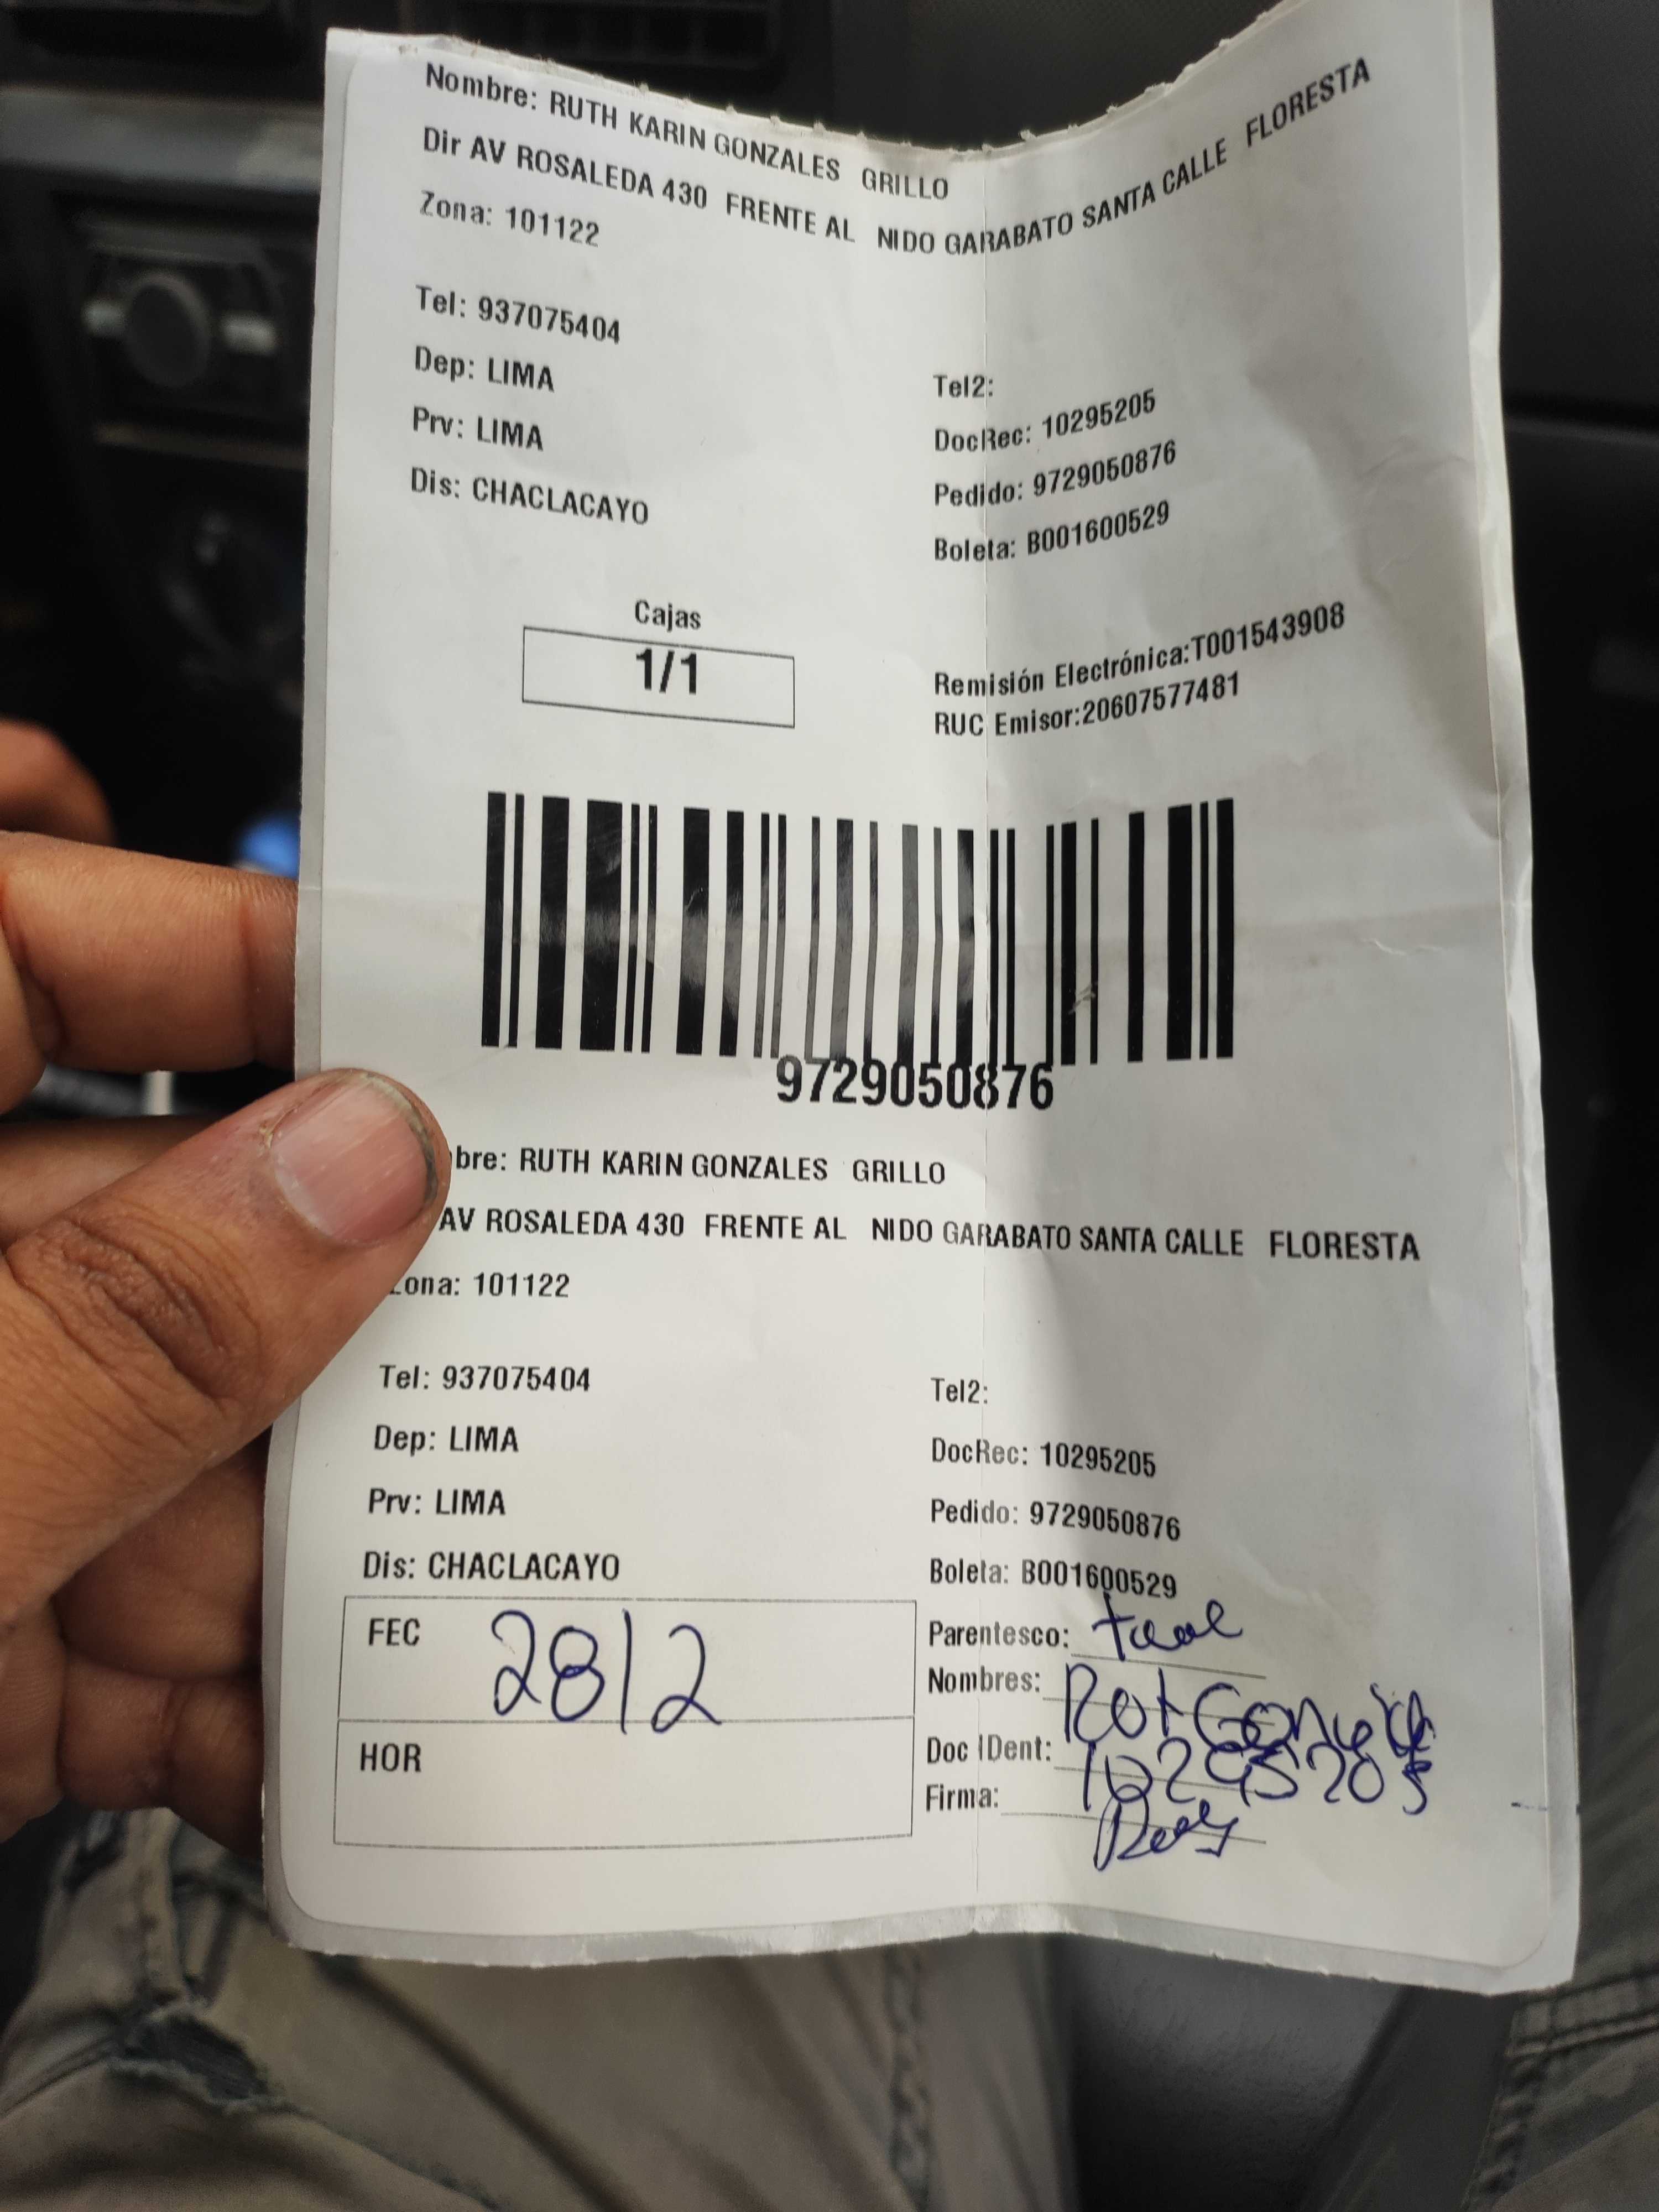 Nombre: RUTH KARIN GONZALES GRILLO
Dir AV ROSALEDA 430 FRENTE AL NIDO GARABATO SANTA CALLE FLORESTA
Zona: 101122
Tel: 937075404
Tel2:
Dep: LIMA
DocRec: 10295205
Prv: LIMA
Pedido: 9729050876
Dis: CHACLACAYO
Boleta: B001600529
Cajas
1/1
Remisión Electrónica:T001543908
RUC Emisor:20607577481
9729050876
bre: RUTH KARIN GONZALES GRILLO
AV ROSALEDA 430 FRENTE AL NIDO GARABATO SANTA CALLE FLORESTA
Zona: 101122
Tel: 937075404
Tel2:
Dep: LIMA
DocRec: 10295205
Prv: LIMA
Pedido: 9729050876
Dis: CHACLACAYO
Boleta: B001600529
FEC 28/2
Parentesco:
Nombres:
HOR
Doc IDent: 10295205
Firma: